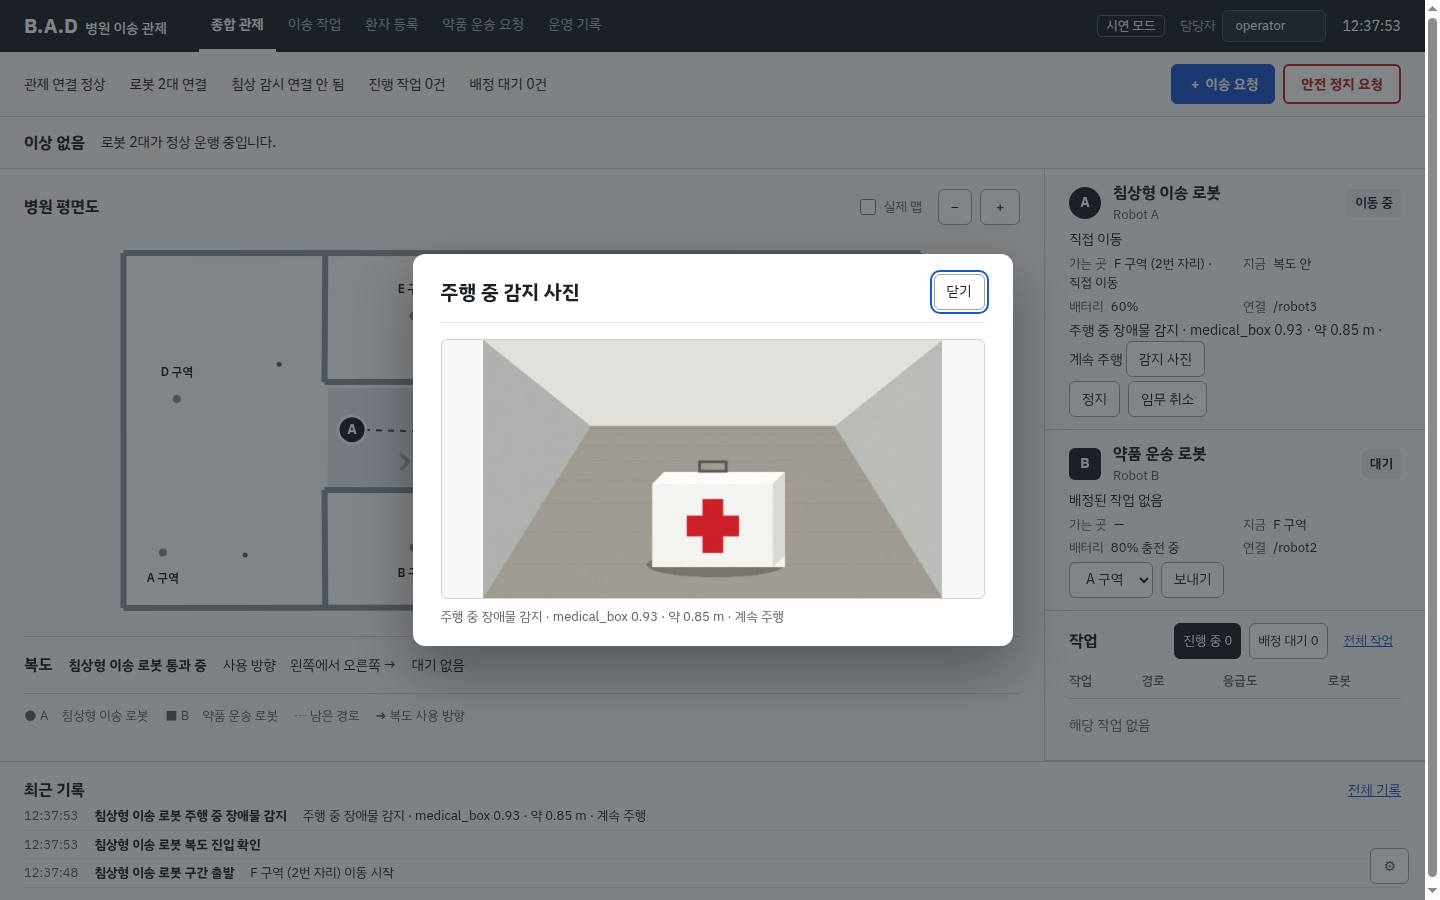 B.A.D 병원 이송 관제
종합 관제 이송 작업 환자 등록 약품 운송 요청 운영 기록
시연 모드 담당자 operator 12:37:53
관제 연결 정상 로봇 2대 연결 침상 감시 연결 안 됨 진행 작업 0건 배정 대기 0건
+ 이송 요청 안전 정지 요청
이상 없음 로봇 2대가 정상 운행 중입니다.
병원 평면도
실제 맵 − +
D 구역
A
A 구역
복도 침상형 이송 로봇 통과 중 사용 방향 왼쪽에서 오른쪽 → 대기 없음
● A 침상형 이송 로봇 ■ B 약품 운송 로봇 --- 남은 경로 → 복도 사용 방향
주행 중 감지 사진
닫기
주행 중 장애물 감지 · medical_box 0.93 · 약 0.85 m · 계속 주행
A 침상형 이송 로봇 이동 중
Robot A
직접 이동
가는 곳 F 구역 (2번 자리) · 지금 복도 안
직접 이동
배터리 60% 연결 /robot3
주행 중 장애물 감지 · medical_box 0.93 · 약 0.85 m ·
계속 주행 감지 사진
정지 임무 취소
B 약품 운송 로봇 대기
Robot B
배정된 작업 없음
가는 곳 — 지금 F 구역
배터리 80% 충전 중 연결 /robot2
A 구역 보내기
작업 진행 중 0 배정 대기 0 전체 작업
작업 경로 응급도 로봇
해당 작업 없음
최근 기록 전체 기록
12:37:53 침상형 이송 로봇 주행 중 장애물 감지 주행 중 장애물 감지 · medical_box 0.93 · 약 0.85 m · 계속 주행
12:37:53 침상형 이송 로봇 복도 진입 확인
12:37:48 침상형 이송 로봇 구간 출발 F 구역 (2번 자리) 이동 시작